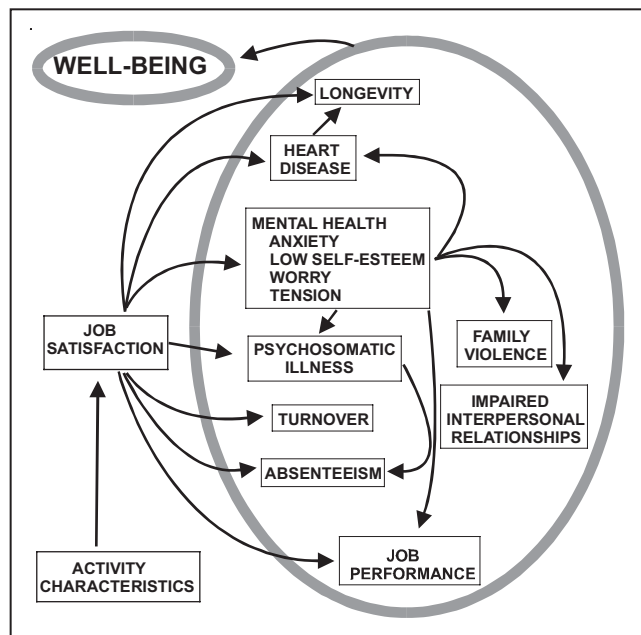 WELL-BEING
LONGEVITY
HEART
DISEASE
MENTAL HEALTH
ANXIETY
LOW SELF-ESTEEM
WORRY
TENSION
JOB
SATISFACTION
PSYCHOSOMATIC
ILLNESS
FAMILY
VIOLENCE
TURNOVER
IMPAIRED
INTERPERSONAL
RELATIONSHIPS
ABSENTEEISM
ACTIVITY
CHARACTERISTICS
JOB
PERFORMANCE